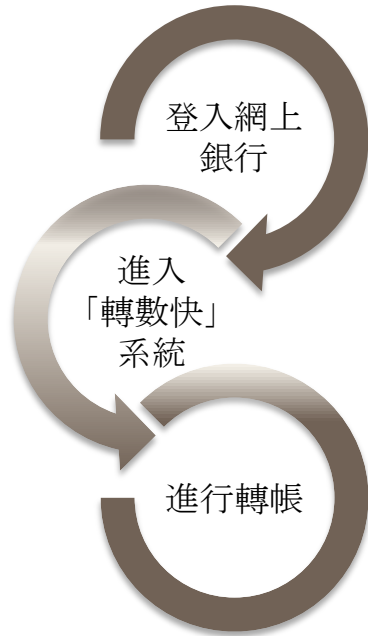 登入網上
銀行
進入
「轉數快」
系統
進行轉帳